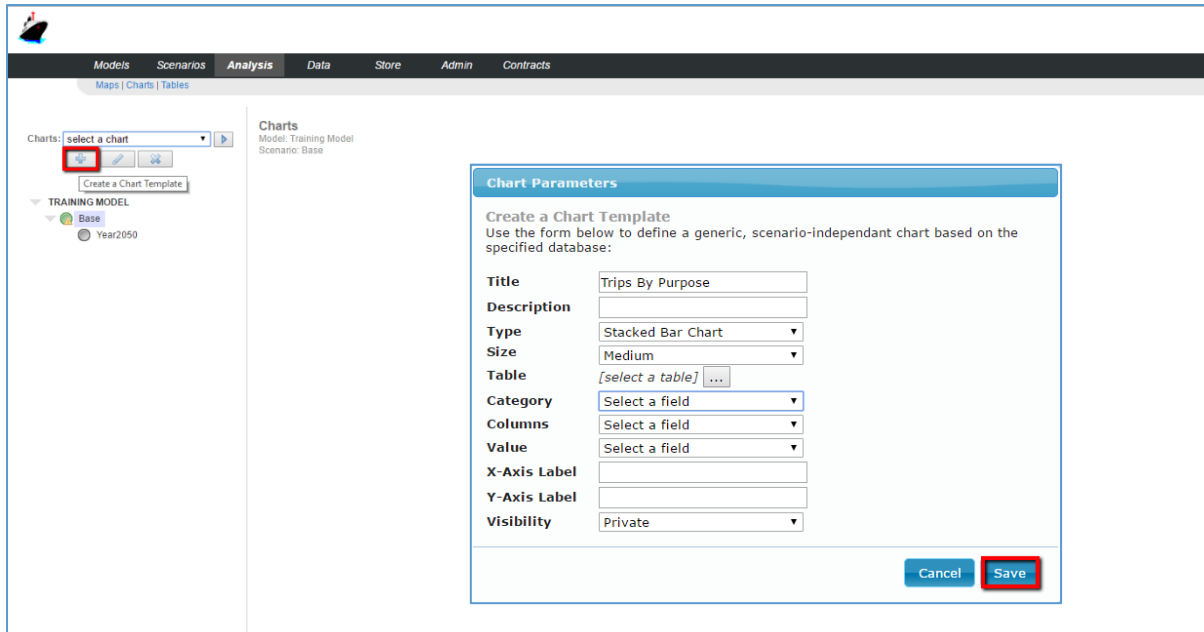 Models Scenarios Analysis Data Store Admin Contracts
Maps | Charts | Tables
Charts: select a chart
Create a Chart Template
TRAINING MODEL
Base
Year2050
Charts
Model: Training Model
Scenario: Base
Chart Parameters
Create a Chart Template
Use the form below to define a generic, scenario-independant chart based on the
specified database:
Title Trips By Purpose
Description
Type Stacked Bar Chart
Size Medium
Table [select a table] ...
Category Select a field
Columns Select a field
Value Select a field
X-Axis Label
Y-Axis Label
Visibility Private
Cancel Save